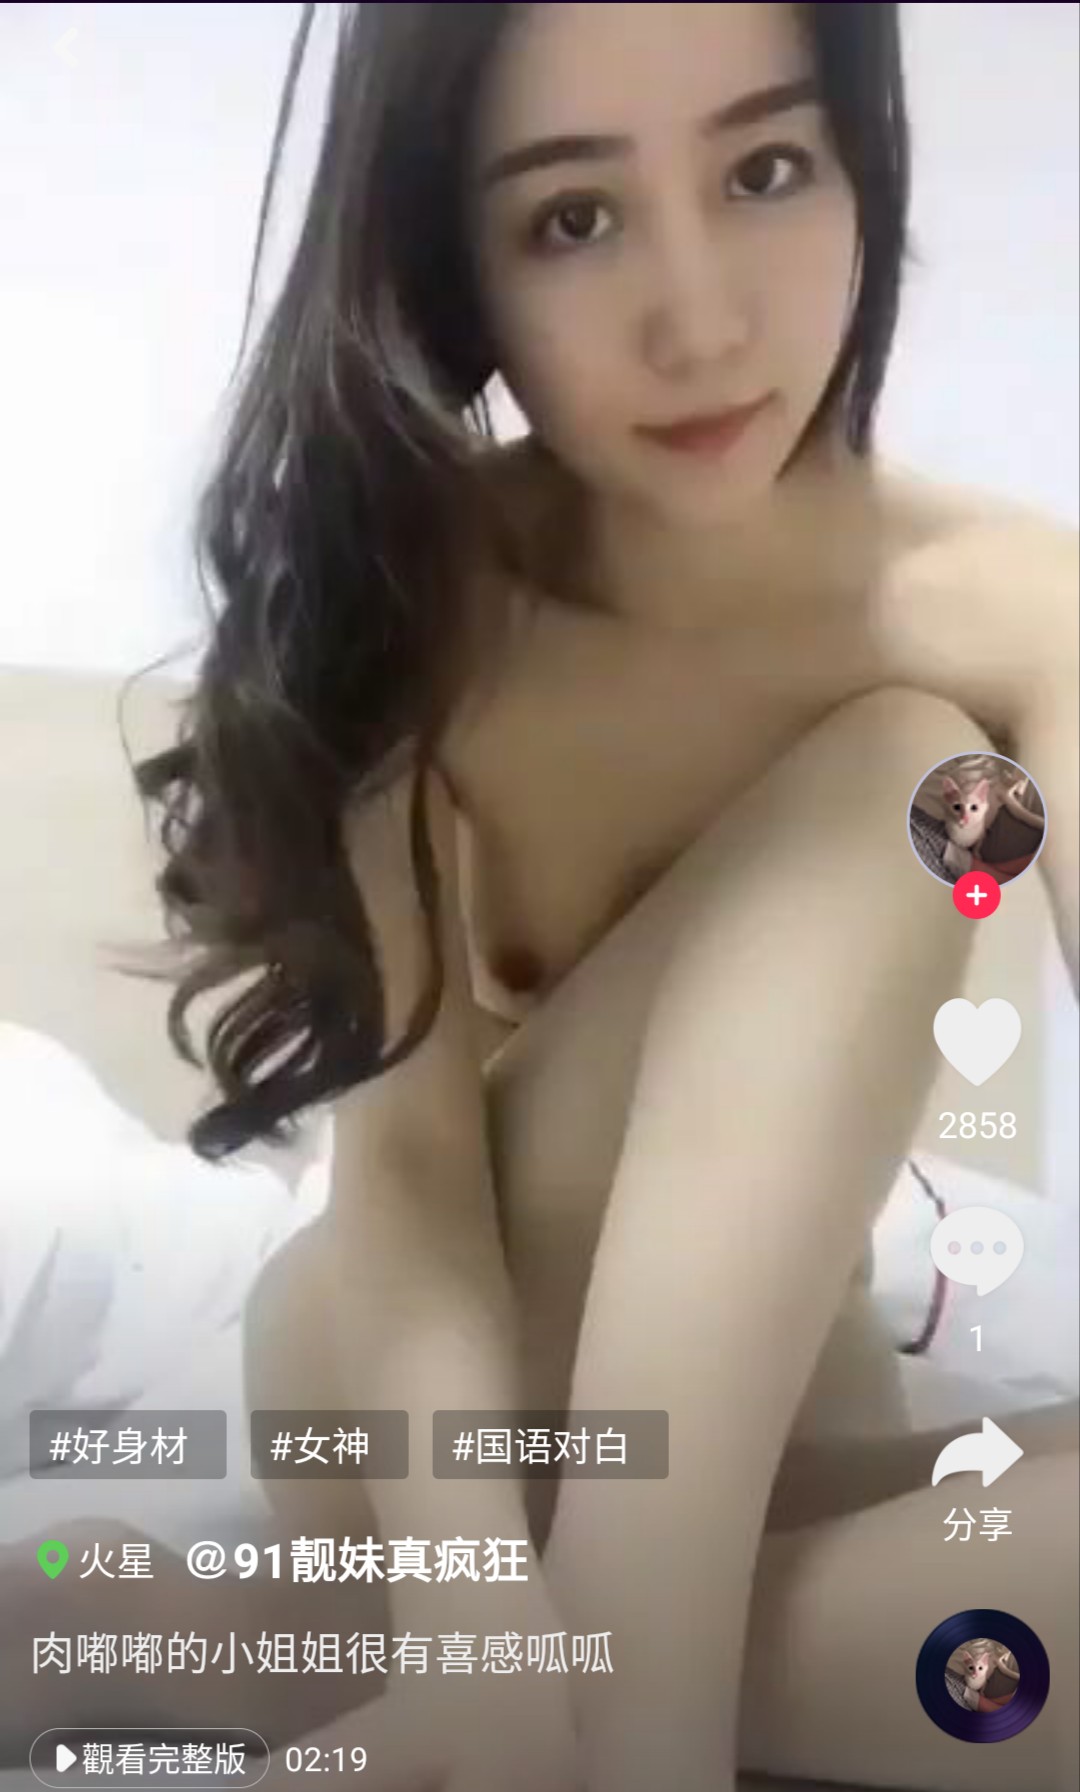 2858
1
分享
#好身材 #女神 #国语对白
火星 @91靓妹真疯狂
肉嘟嘟的小姐姐很有喜感呱呱
觀看完整版 02:19